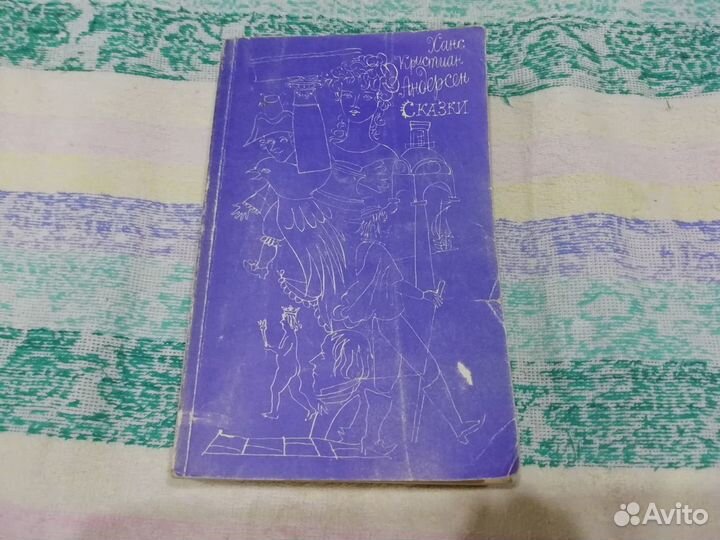 Ханс
Кристиан
Андерсен
Сказки
Avito